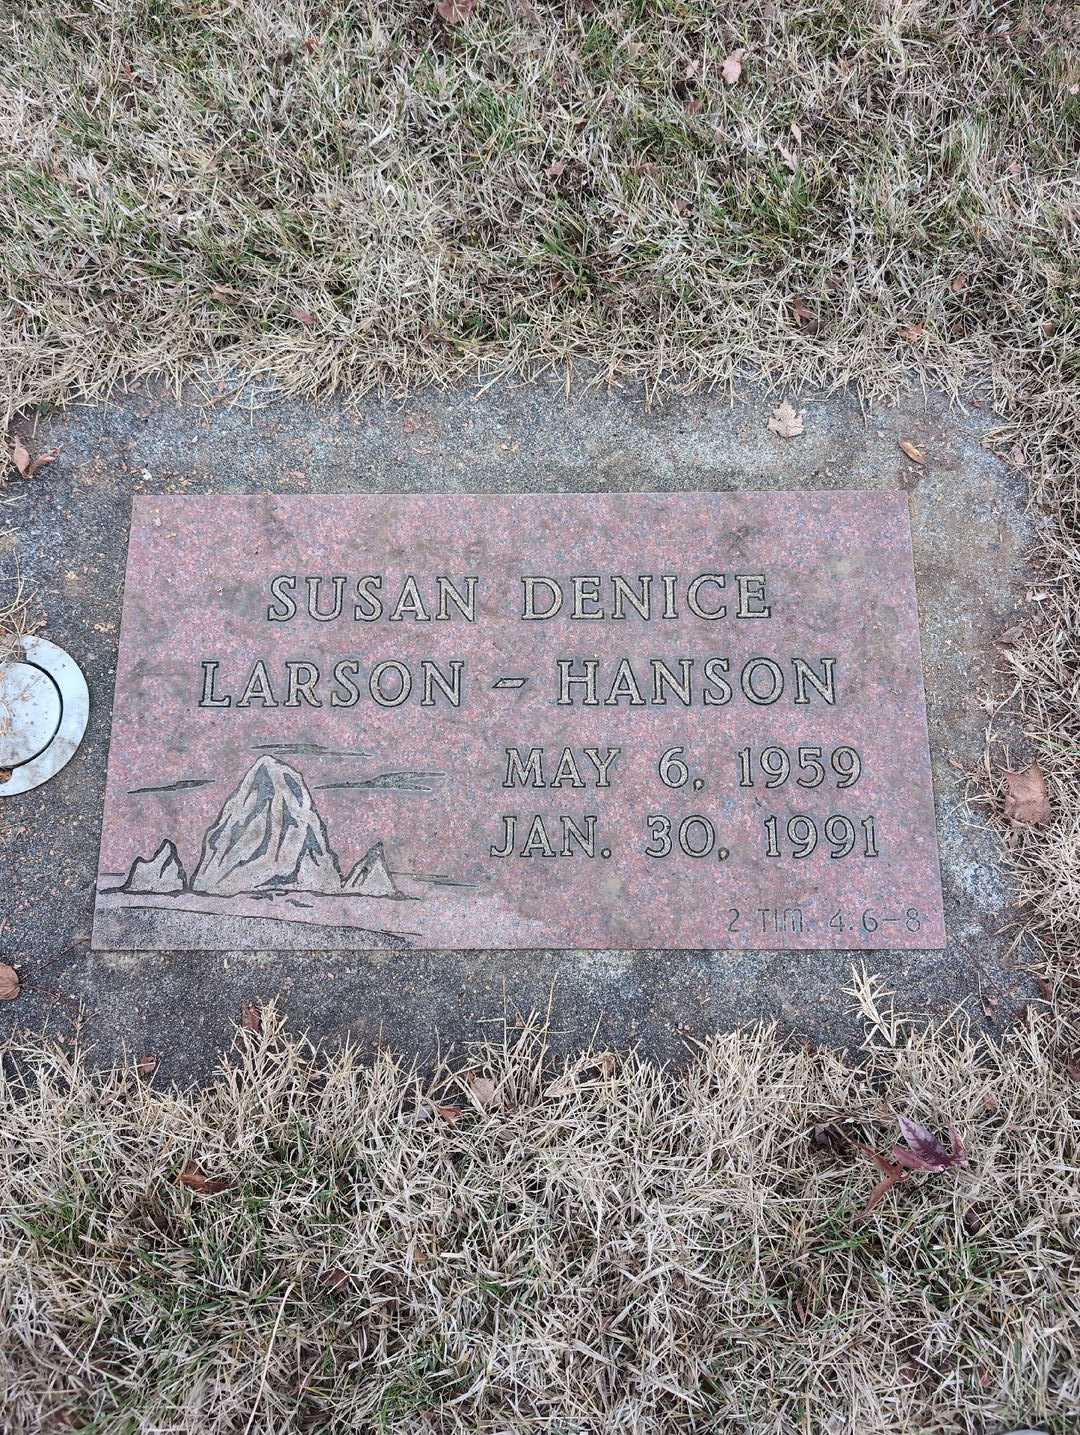 SUSAN DENICE
LARSON - HANSON
MAY 6, 1959
JAN. 30, 1991
2 TIM. 4.6-8